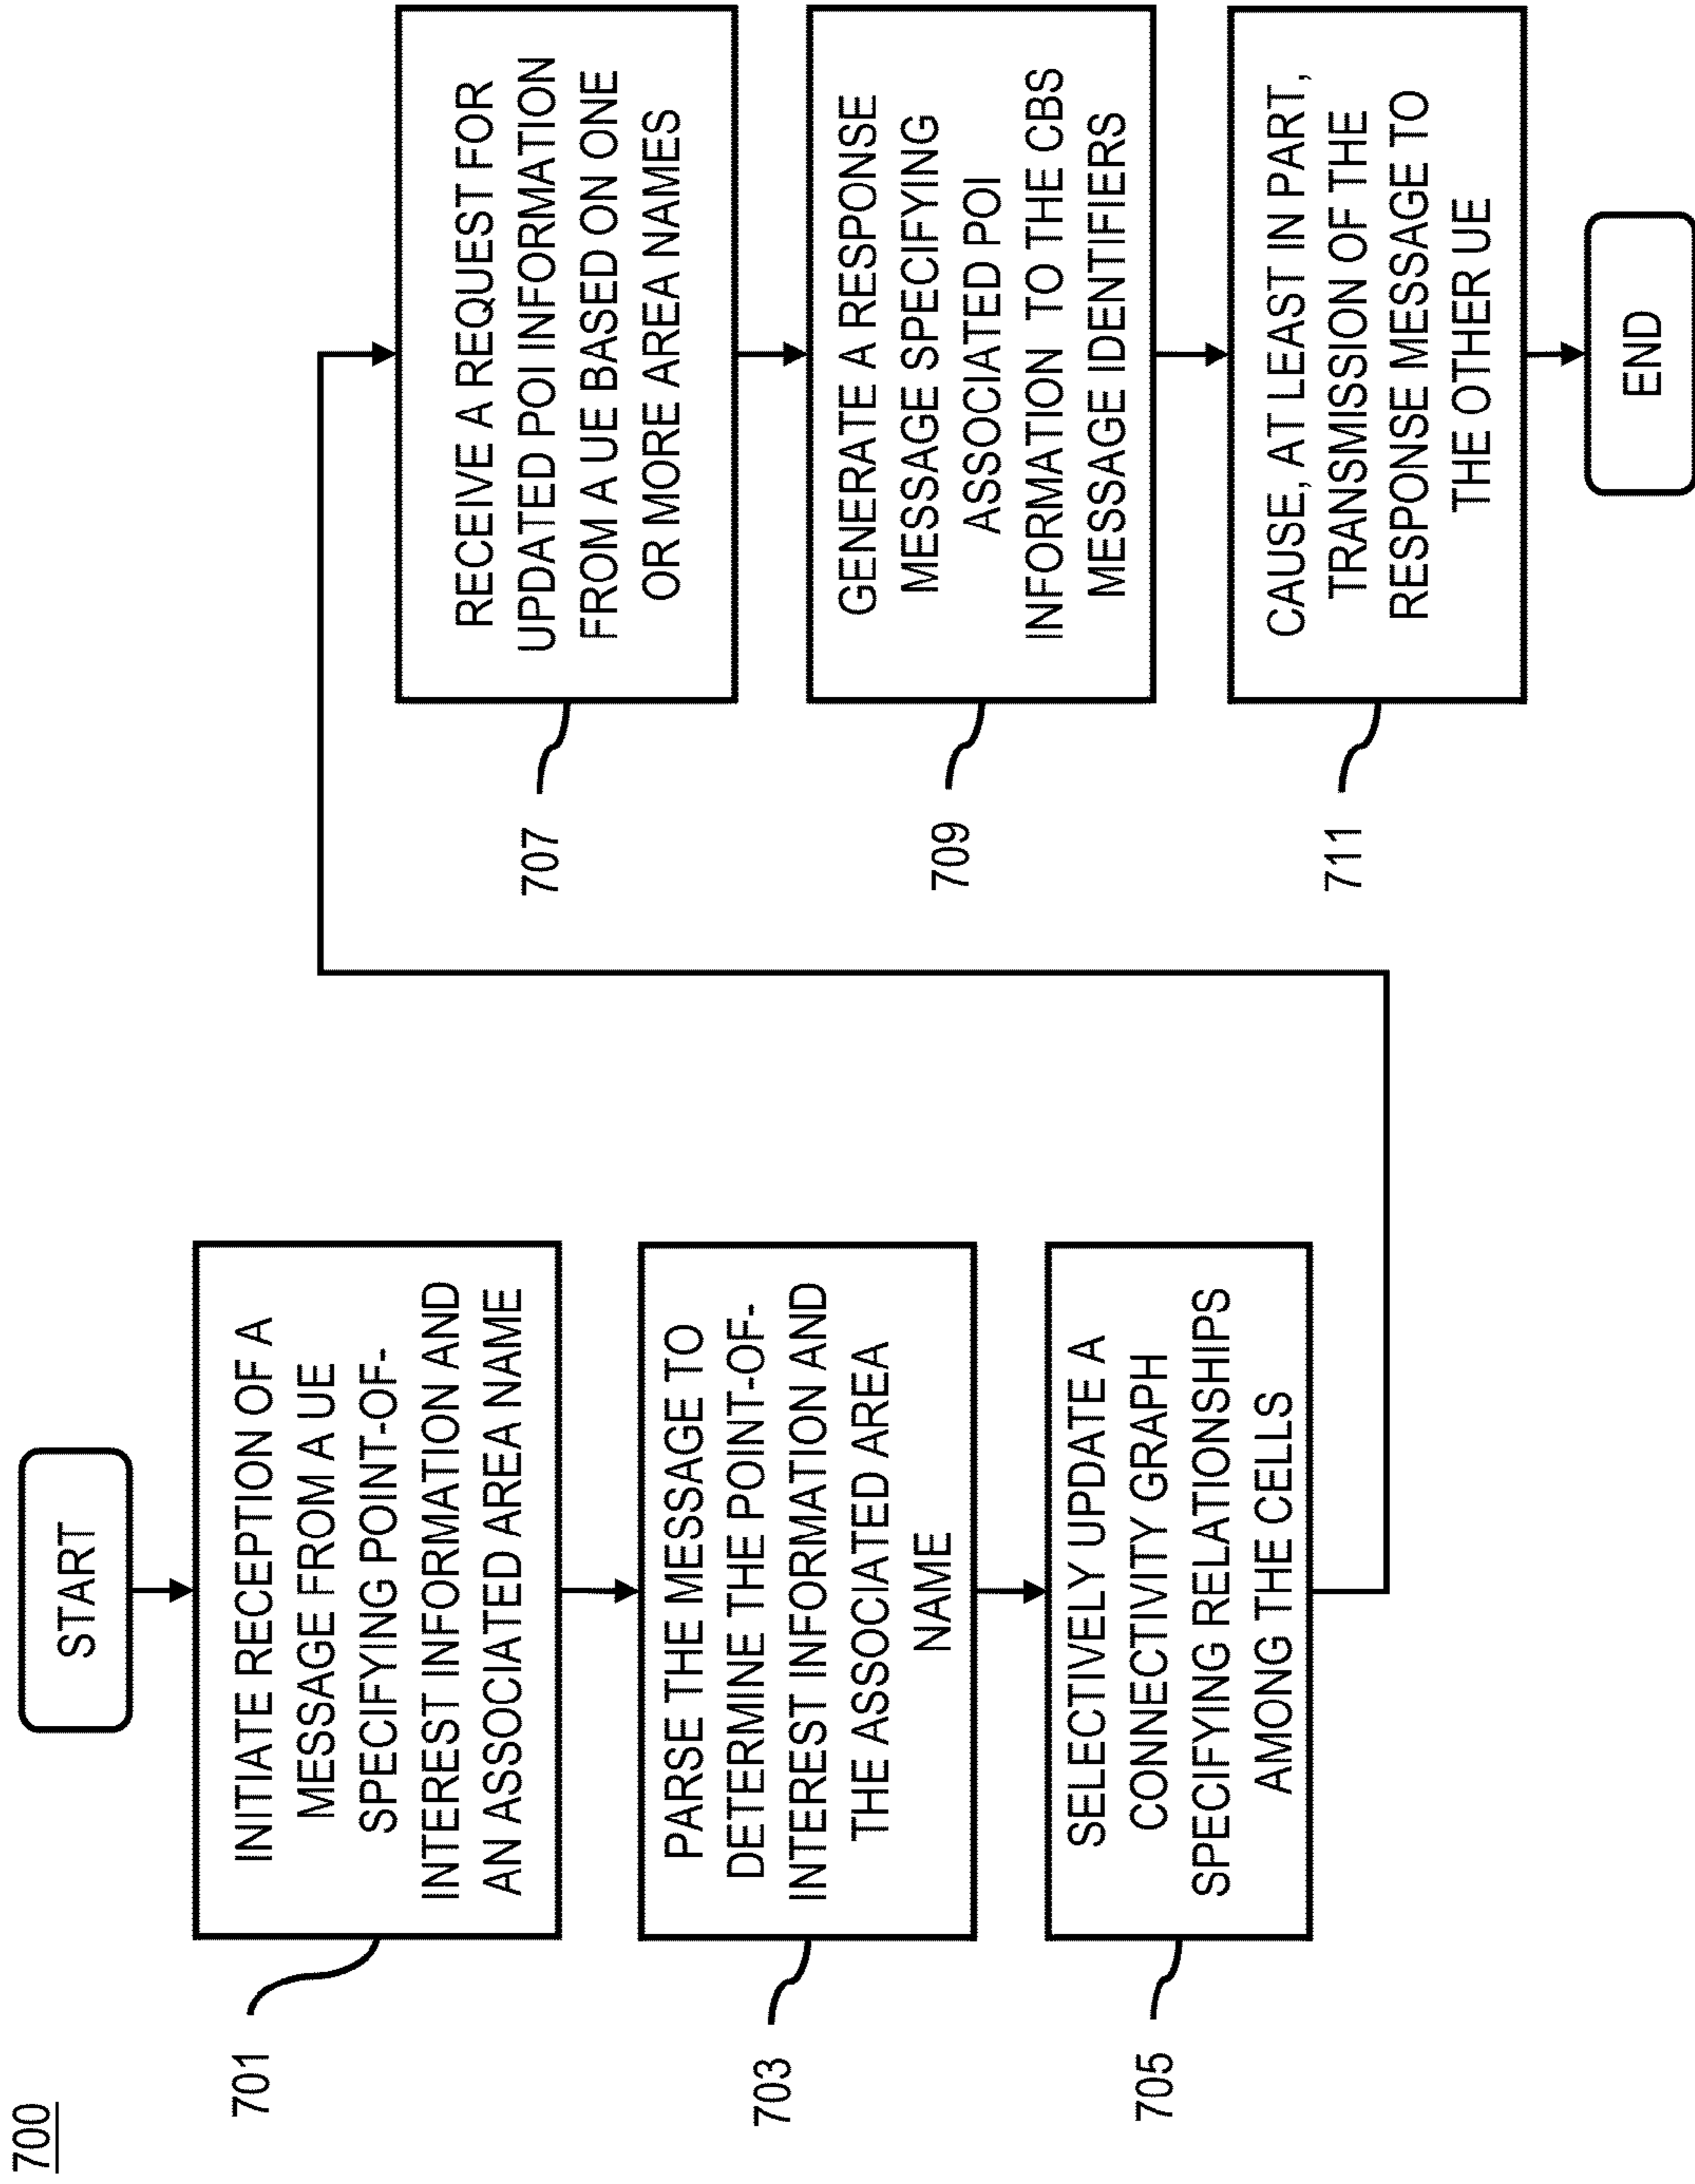 700
START
701
INITIATE RECEPTION OF A
MESSAGE FROM A UE
SPECIFYING POINT-OF-
INTEREST INFORMATION AND
AN ASSOCIATED AREA NAME
703
PARSE THE MESSAGE TO
DETERMINE THE POINT-OF-
INTEREST INFORMATION AND
THE ASSOCIATED AREA
NAME
705
SELECTIVELY UPDATE A
CONNECTIVITY GRAPH
SPECIFYING RELATIONSHIPS
AMONG THE CELLS
707
RECEIVE A REQUEST FOR
UPDATED POI INFORMATION
FROM A UE BASED ON ONE
OR MORE AREA NAMES
709
GENERATE A RESPONSE
MESSAGE SPECIFYING
ASSOCIATED POI
INFORMATION TO THE CBS
MESSAGE IDENTIFIERS
711
CAUSE, AT LEAST IN PART,
TRANSMISSION OF THE
RESPONSE MESSAGE TO
THE OTHER UE
END